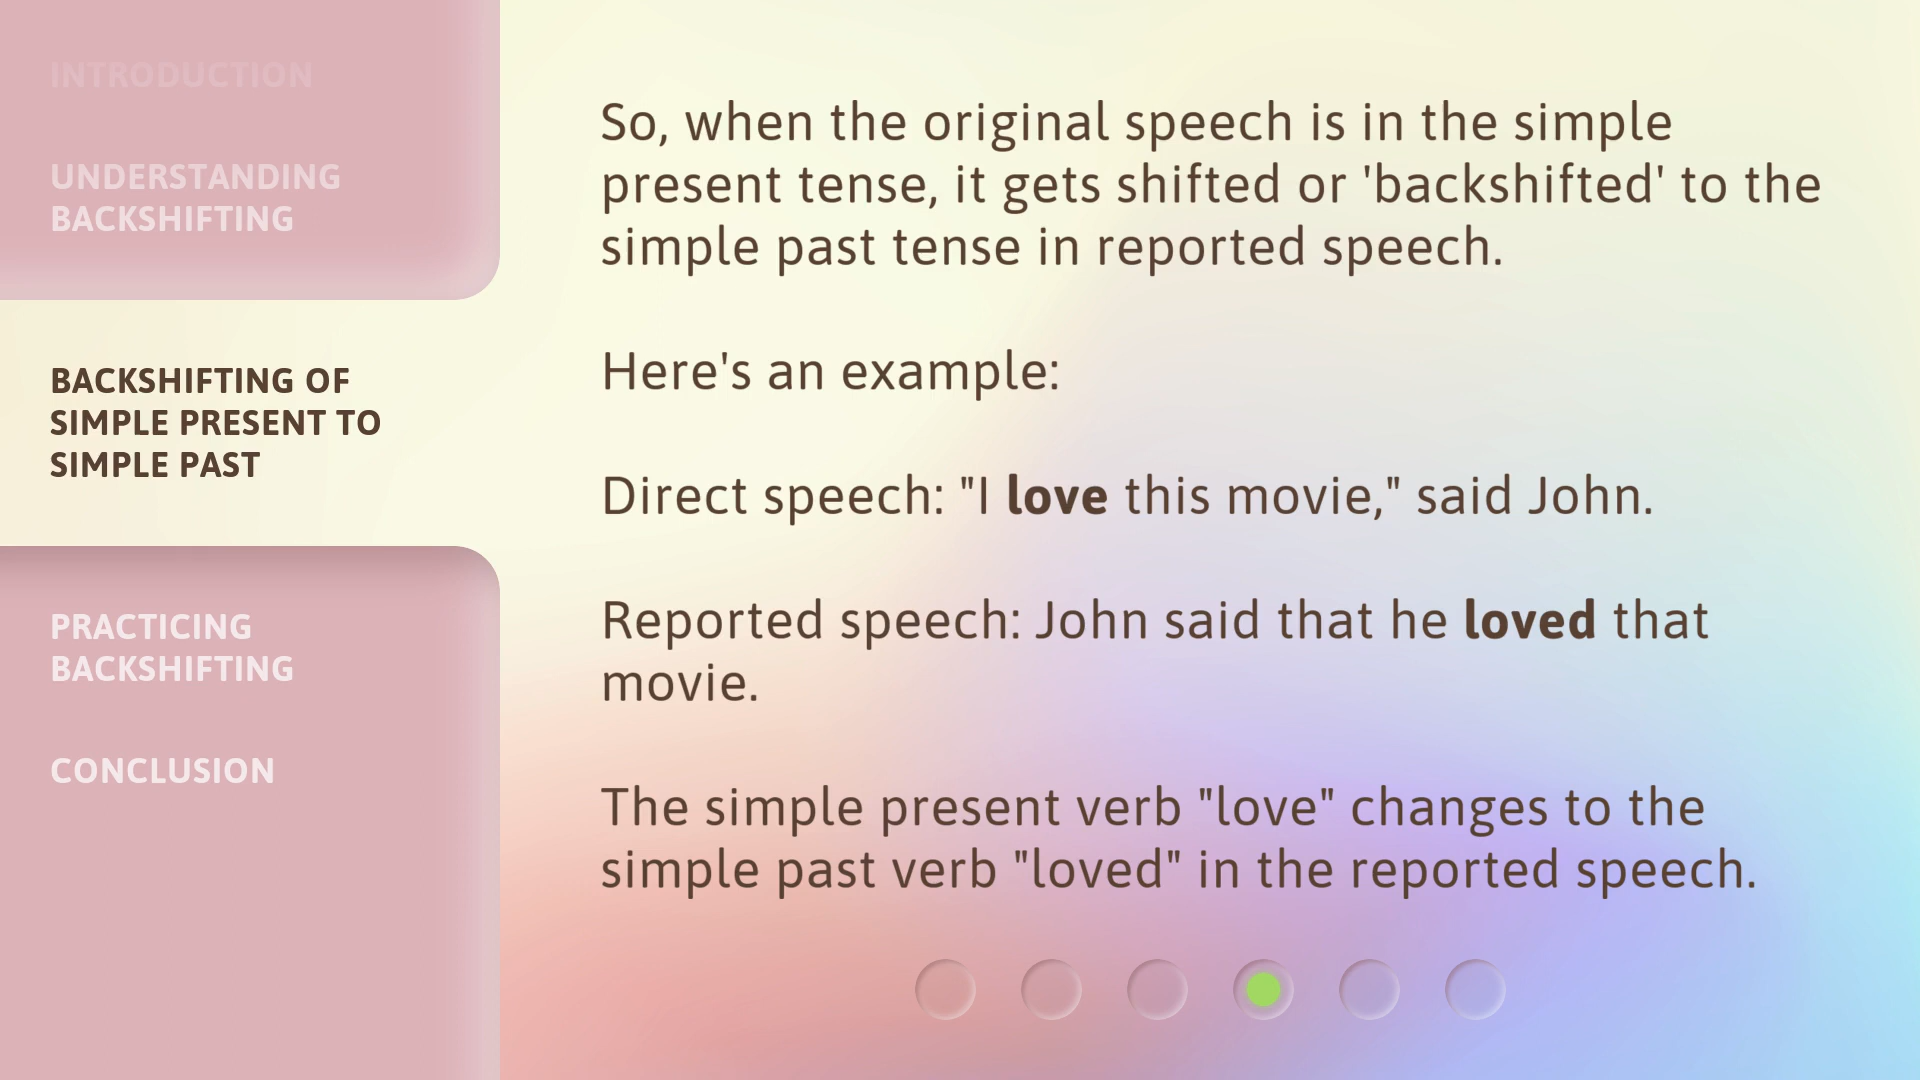 INTRODUCTION
UNDERSTANDING
BACKSHIFTING
BACKSHIFTING OF
SIMPLE PRESENT TO
SIMPLE PAST
PRACTICING
BACKSHIFTING
CONCLUSION
So, when the original speech is in the simple
present tense, it gets shifted or 'backshifted' to the
simple past tense in reported speech.
Here's an example:
Direct speech: "I love this movie," said John.
Reported speech: John said that he loved that
movie.
The simple present verb "love" changes to the
simple past verb "loved" in the reported speech.